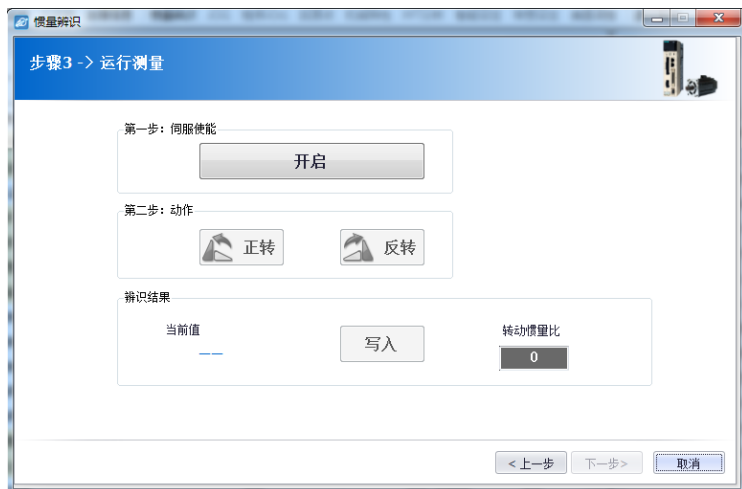 惯量辨识
步骤3 -> 运行测量
第一步：伺服使能
开启
第二步：动作
正转
反转
辨识结果
当前值
写入
转动惯量比
0
<上一步
下一步>
取消